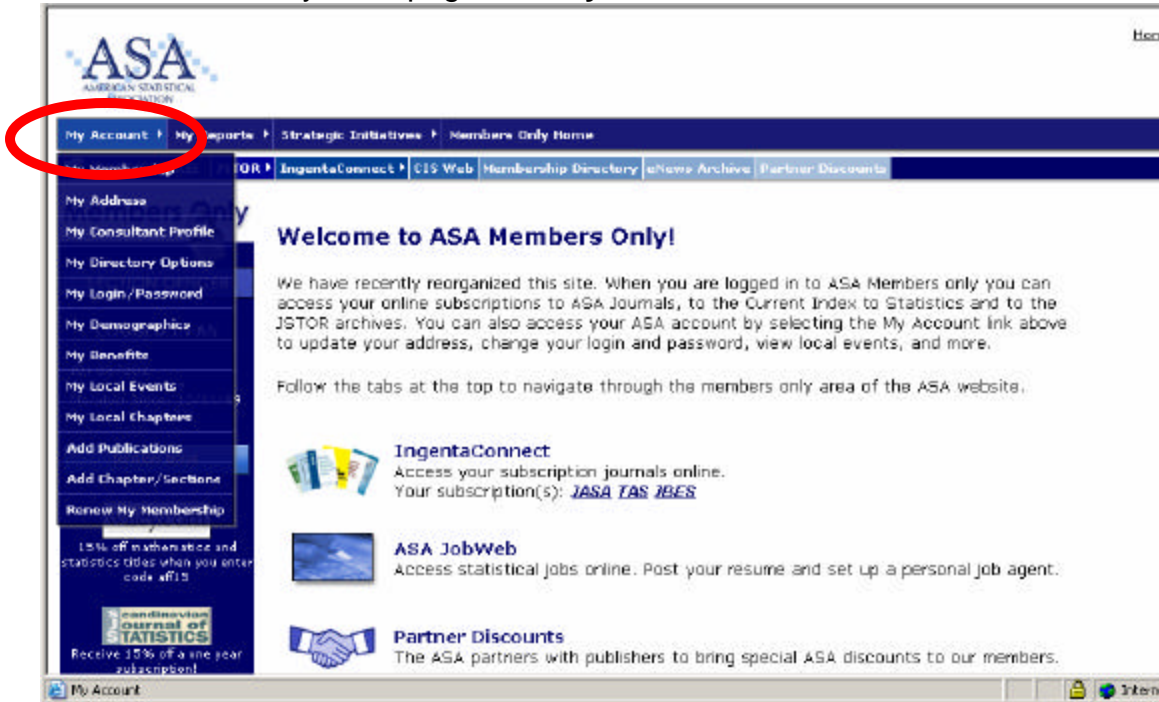 Hom
ASA
AMERICAN STATISTICAL
ASSOCIATION
My Account My Reports Strategic Initiatives Members Only Home
My Membership TOR IngentaConnect CIS Web Membership Directory eNews Archive Partner Discounts
My Address
My Consultant Profile
My Directory Options
My Login/Password
My Demographics
My Benefits
My Local Events
My Local Chapters
Add Publications
Add Chapter/Sections
Renew My Membership
15% off mathematics and
statistics titles when you enter
code aff15
Scandinavian
Journal of
STATISTICS
Receive 15% off a one year
subscription!
Welcome to ASA Members Only!
We have recently reorganized this site. When you are logged in to ASA Members only you can
access your online subscriptions to ASA Journals, to the Current Index to Statistics and to the
JSTOR archives. You can also access your ASA account by selecting the My Account link above
to update your address, change your login and password, view local events, and more.
Follow the tabs at the top to navigate through the members only area of the ASA website.
IngentaConnect
Access your subscription journals online.
Your subscription(s): JASA TAS JBES
ASA JobWeb
Access statistical jobs online. Post your resume and set up a personal job agent.
Partner Discounts
The ASA partners with publishers to bring special ASA discounts to our members.
My Account
Intern